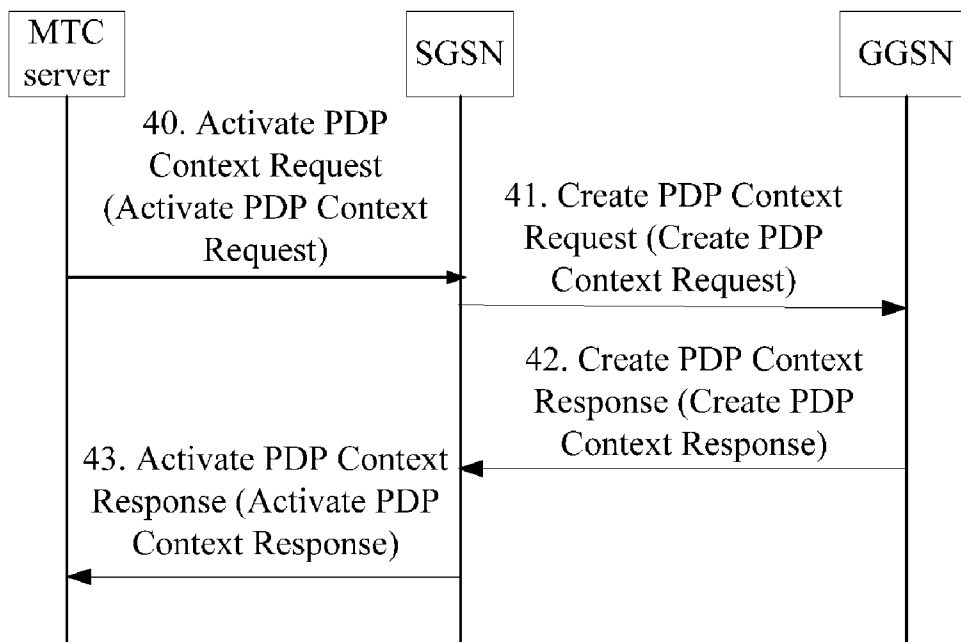 MTC
server
SGSN
GGSN
40. Activate PDP
Context Request
(Activate PDP Context
Request)
41. Create PDP Context
Request (Create PDP
Context Request)
42. Create PDP Context
Response (Create PDP
Context Response)
43. Activate PDP Context
Response (Activate PDP
Context Response)